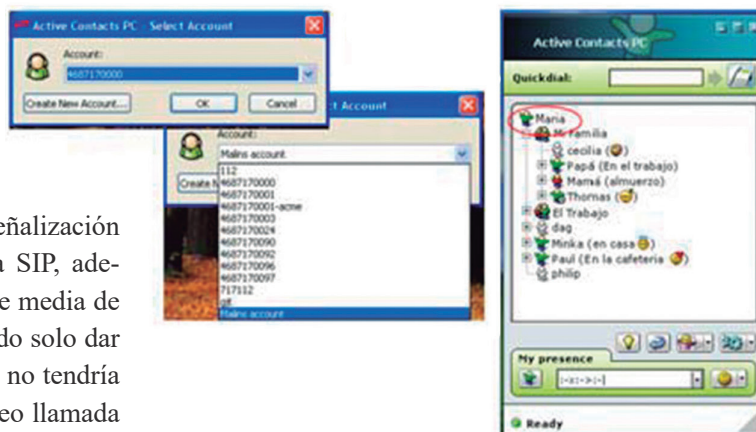 Active Contacts PC - Select Account
Account:
4687170000
Create New Account...
OK
Cancel
ct Account
Account:
Malins account
Create N
112
4687170000
4687170001
4687170001-acme
4687170003
4687170024
4687170090
4687170092
4687170096
4687170097
717112
Malins account
eñalización
a SIP, ade-
e media de
do solo dar
no tendría
eo llamada
Active Contacts PC
Quickdial:
Maria
Mi Familia
cecilia
Papá (En el trabajo)
Mamá (almuerzo)
Thomas
El Trabajo
dag
Minka (en casa
Paul (En la cafeteria
philip
My presence
Ready